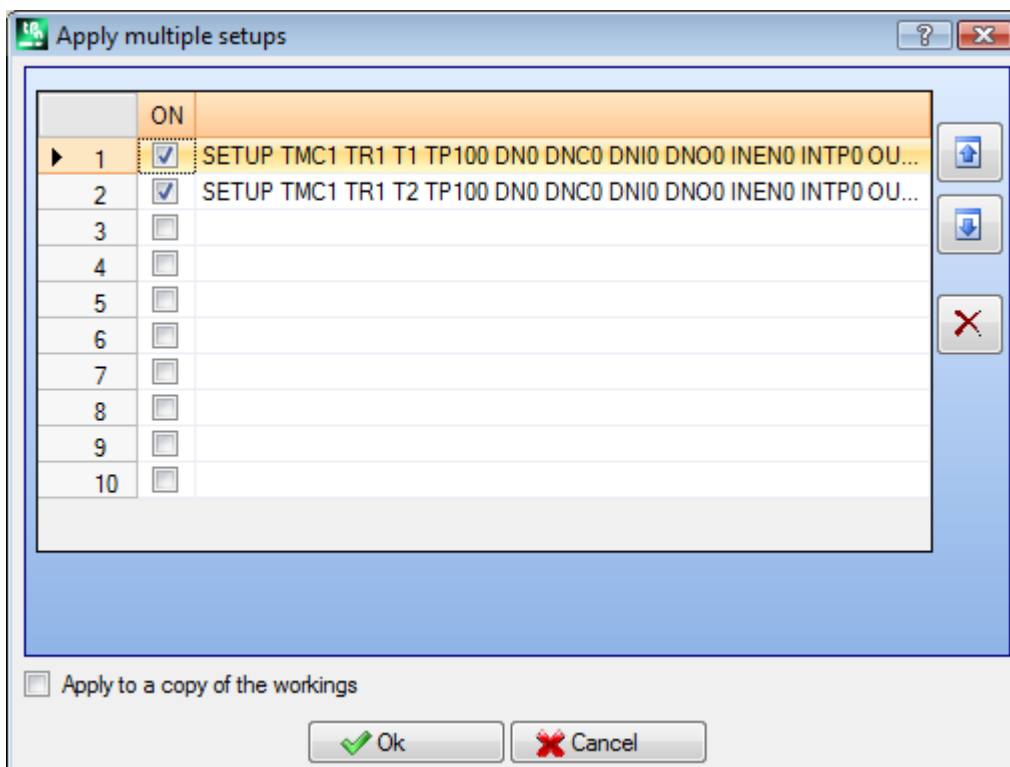 Apply multiple setups
ON
1 SETUP TMC1 TR1 T1 TP100 DN0 DNC0 DNI0 DNO0 INEN0 INTP0 OU...
2 SETUP TMC1 TR1 T2 TP100 DN0 DNC0 DNI0 DNO0 INEN0 INTP0 OU...
3
4
5
6
7
8
9
10
Apply to a copy of the workings
Ok Cancel